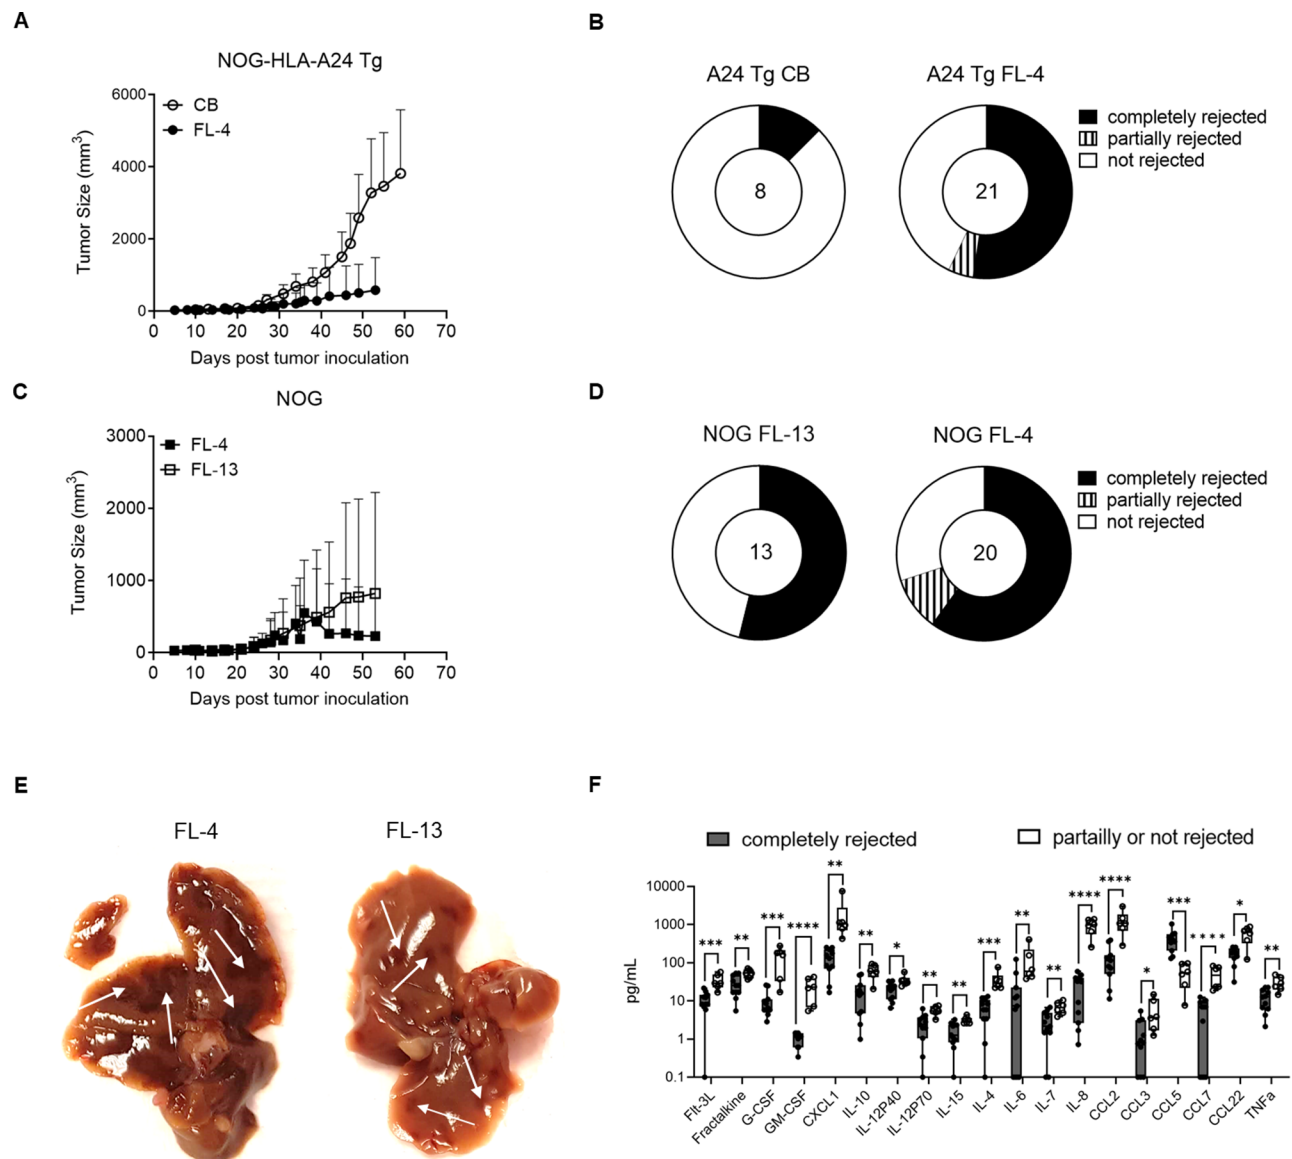 A
NOG-HLA-A24 Tg
CB
FL-4
Tumor Size (mm³)
6000
4000
2000
0
0 10 20 30 40 50 60 70
Days post tumor inoculation
B
A24 Tg CB
A24 Tg FL-4
8
21
completely rejected
partially rejected
not rejected
C
NOG
FL-4
FL-13
Tumor Size (mm³)
3000
2000
1000
0
0 10 20 30 40 50 60 70
Days post tumor inoculation
D
NOG FL-13
NOG FL-4
13
20
completely rejected
partially rejected
not rejected
E
FL-4
FL-13
F
completely rejected
partailly or not rejected
pg/mL
10000
1000
100
10
1
0.1
*** ** *** **** ** ** * ** ** *** ** ** **** **** * *** **** * **
Flt-3L
Fractalkine
G-CSF
GM-CSF
CXCL1
IL-10
IL-12P40
IL-12P70
IL-15
IL-4
IL-6
IL-7
IL-8
CCL2
CCL3
CCL5
CCL7
CCL22
TNFa